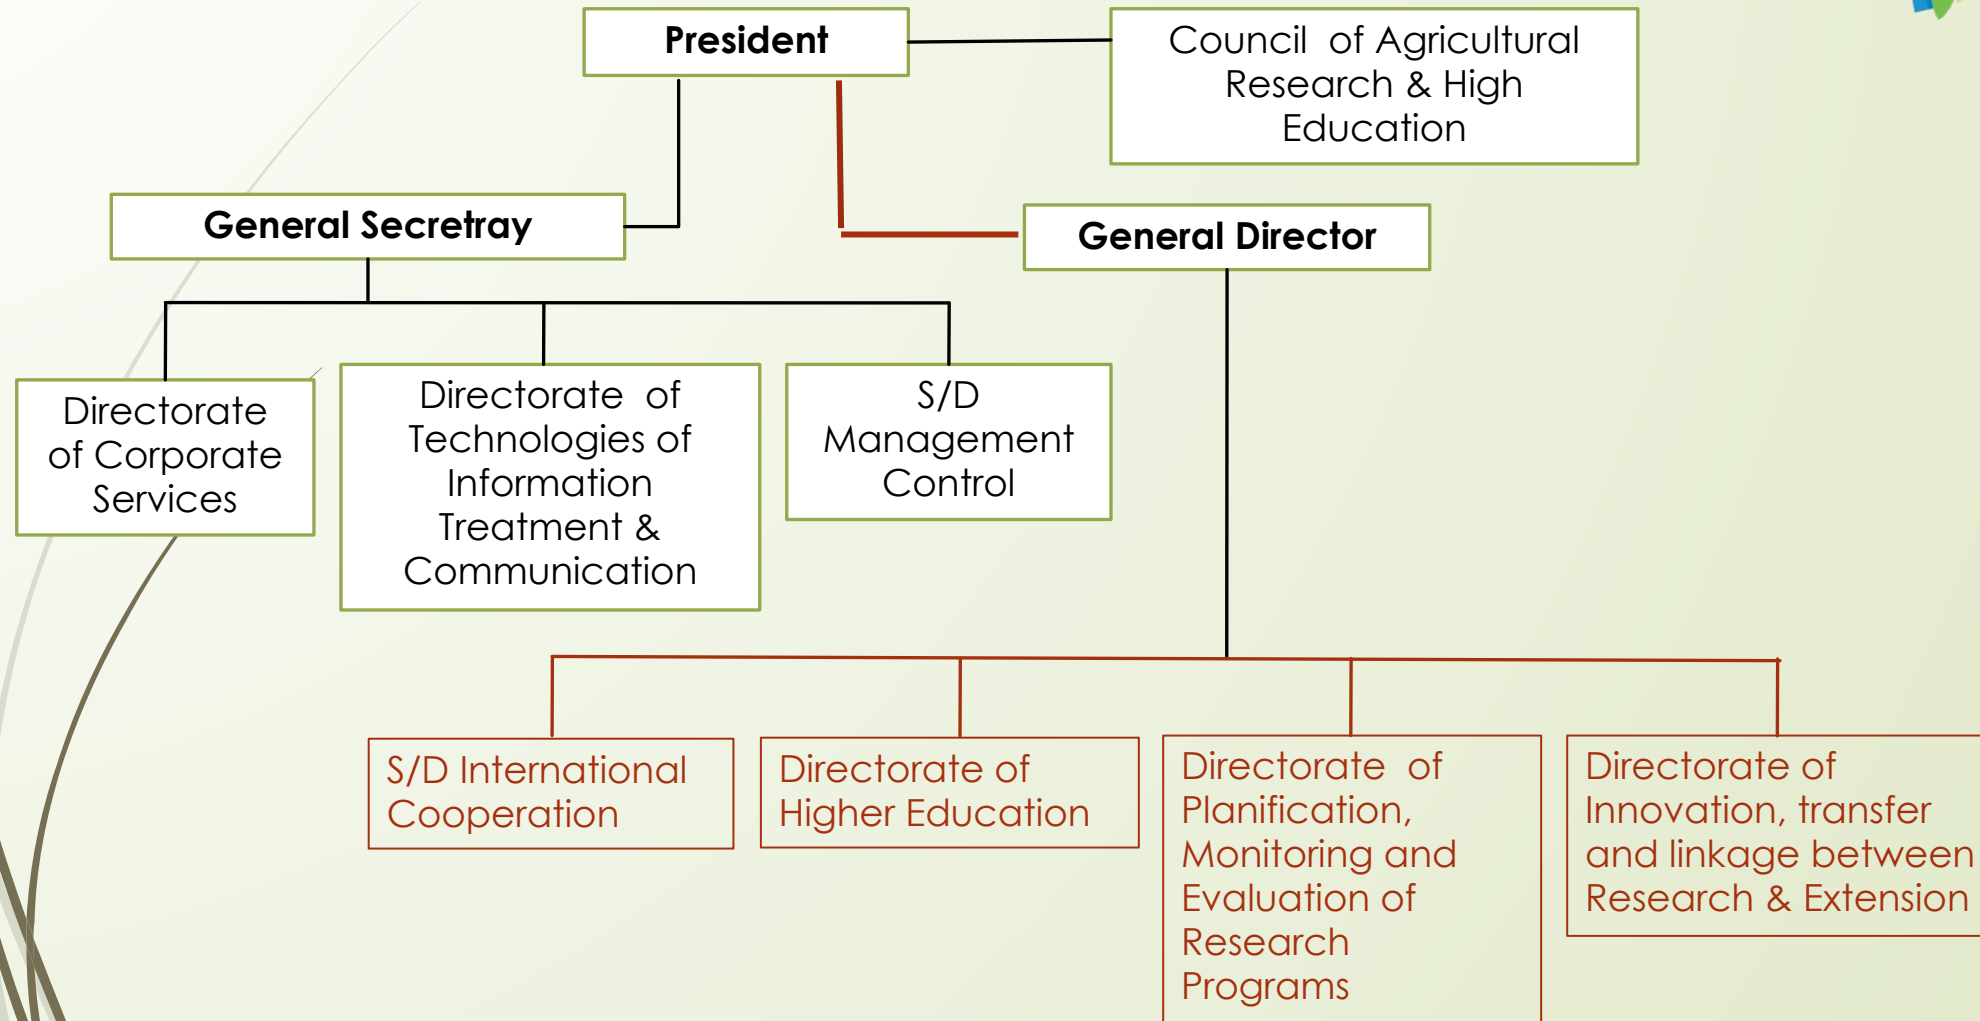 President
Council of Agricultural
Research & High
Education
General Secretray
General Director
Directorate
of Corporate
Services
Directorate of
Technologies of
Information
Treatment &
Communication
S/D
Management
Control
S/D International
Cooperation
Directorate of
Higher Education
Directorate of
Planification,
Monitoring and
Evaluation of
Research
Programs
Directorate of
Innovation, transfer
and linkage between
Research & Extension